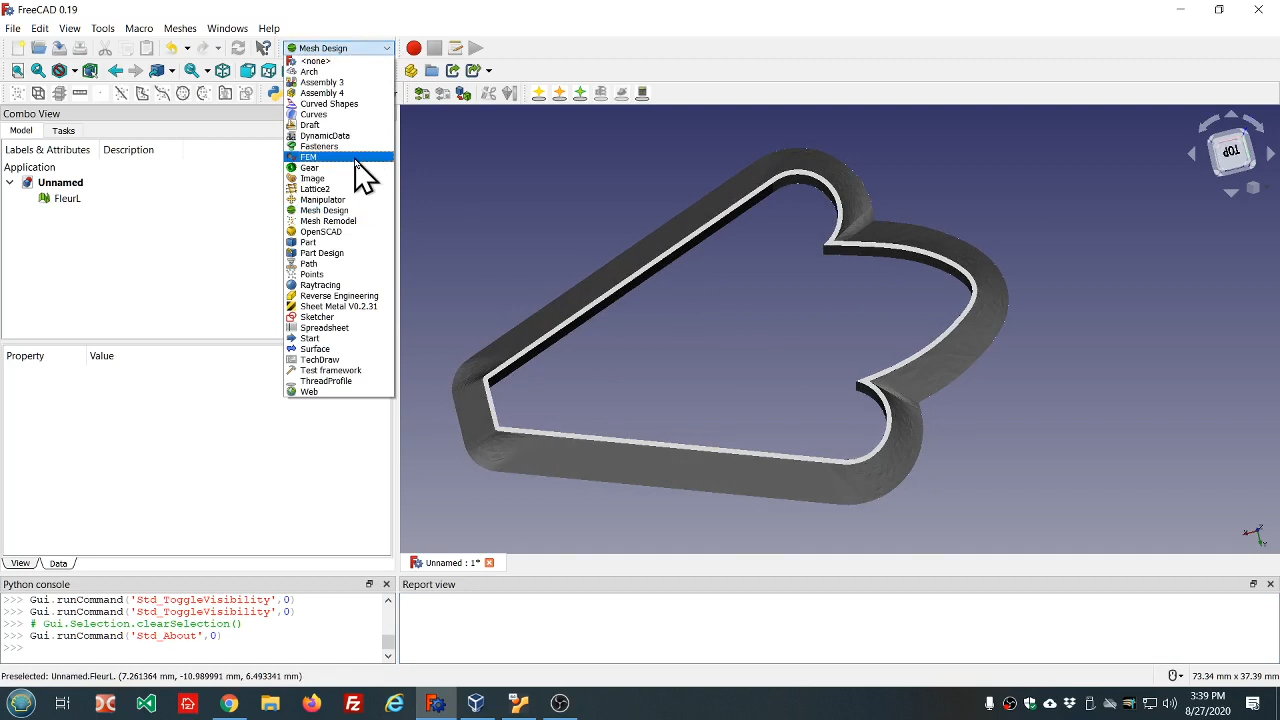 FreeCAD 0.19
File Edit View Tools Macro Meshes Windows Help
Mesh Design
<none>
Arch
Assembly 3
Assembly 4
Curved Shapes
Curves
Draft
DynamicData
Fasteners
FEM
Gear
Image
Lattice2
Manipulator
Mesh Design
Mesh Remodel
OpenSCAD
Part
Part Design
Path
Points
Raytracing
Reverse Engineering
Sheet Metal V0.2.31
Sketcher
Spreadsheet
Start
Surface
TechDraw
Test framework
ThreadProfile
Web
Combo View
Model Tasks
Labels & Attributes Description
Application
Unnamed
FleurL
TOP
Property Value
View Data
Unnamed : 1*
Python console
>>> Gui.runCommand('Std_ToggleVisibility',0)
>>> Gui.runCommand('Std_ToggleVisibility',0)
>>> # Gui.Selection.clearSelection()
>>> Gui.runCommand('Std_About',0)
>>>
Report view
Preselected: Unnamed.FleurL. (7.261364 mm, -10.989991 mm, 6.493341 mm)
73.34 mm x 37.39 mm
3:39 PM
8/27/2020